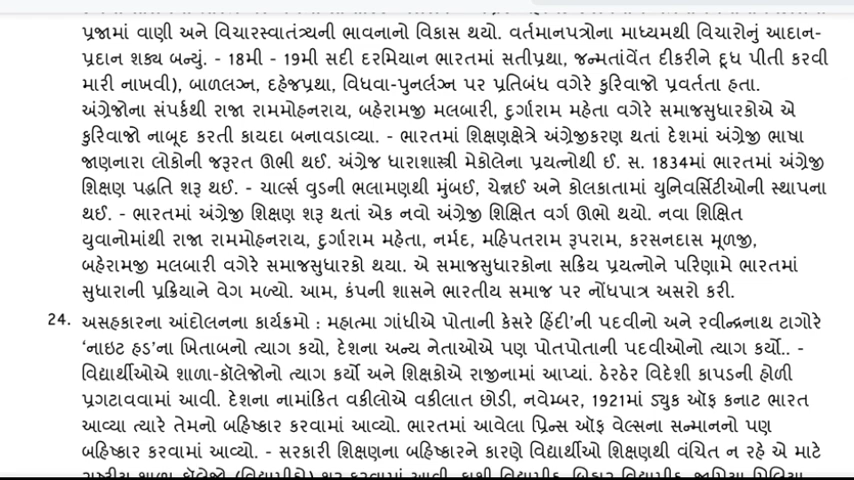 પ્રજામાં વાણી અને વિચારસ્વાતંત્ર્યની ભાવનાનો વિકાસ થયો. વર્તમાનપત્રોના માધ્યમથી વિચારોનું આદાન-
પ્રદાન શક્ય બન્યું. - 18મી - 19મી સદી દરમિયાન ભારતમાં સતીપ્રથા, જન્મતાંવેંત દીકરીને દૂધ પીતી કરવી
મારી નાખવી), બાળલગ્ન, દહેજપ્રથા, વિધવા-પુનર્લગ્ન પર પ્રતિબંધ વગેરે કુરિવાજો પ્રવર્તતા હતા.
અંગ્રેજોના સંપર્કથી રાજા રામમોહનરાય, બહેરામજી મલબારી, દુર્ગારામ મહેતા વગેરે સમાજસુધારકોએ એ
કુરિવાજો નાબૂદ કરતી કાયદા બનાવડાવ્યા. - ભારતમાં શિક્ષણક્ષેત્રે અંગ્રેજીકરણ થતાં દેશમાં અંગ્રેજી ભાષા
જાણનારા લોકોની જરૂરત ઊભી થઈ. અંગ્રેજ ધારાશાસ્ત્રી મેકોલેના પ્રયત્નોથી ઈ. સ. 1834માં ભારતમાં અંગ્રેજી
શિક્ષણ પદ્ધતિ શરૂ થઈ. - ચાર્લ્સ વુડની ભલામણથી મુંબઈ, ચેન્નઈ અને કોલકાતામાં યુનિવર્સિટીઓની સ્થાપના
થઈ. - ભારતમાં અંગ્રેજી શિક્ષણ શરૂ થતાં એક નવો અંગ્રેજી શિક્ષિત વર્ગ ઊભો થયો. નવા શિક્ષિત
યુવાનોમાંથી રાજા રામમોહનરાય, દુર્ગારામ મહેતા, નર્મદ, મહિપતરામ રૂપરામ, કરસનદાસ મૂળજી,
બહેરામજી મલબારી વગેરે સમાજસુધારકો થયા. એ સમાજસુધારકોના સક્રિય પ્રયત્નોને પરિણામે ભારતમાં
સુધારાની પ્રક્રિયાને વેગ મળ્યો. આમ, કંપની શાસને ભારતીય સમાજ પર નોંધપાત્ર અસરો કરી.
24. અસહકારના આંદોલનના કાર્યક્રમો : મહાત્મા ગાંધીએ પોતાની કેસરે હિંદી'ની પદવીનો અને રવીન્દ્રનાથ ટાગોરે
‘નાઇટ હુડ'ના ખિતાબનો ત્યાગ કયો, દેશના અન્ય નેતાઓએ પણ પોતપોતાની પદવીઓનો ત્યાગ કર્યો.. -
વિદ્યાર્થીઓએ શાળા-કૉલેજોનો ત્યાગ કર્યો અને શિક્ષકોએ રાજીનામાં આપ્યાં. ઠેરઠેર વિદેશી કાપડની હોળી
પ્રગટાવવામાં આવી. દેશના નામાંકિત વકીલોએ વકીલાત છોડી, નવેમ્બર, 1921માં ડ્યુક ઑફ કનાટ ભારત
આવ્યા ત્યારે તેમનો બહિષ્કાર કરવામાં આવ્યો. ભારતમાં આવેલા પ્રિન્સ ઑફ વેલ્સના સન્માનનો પણ
બહિષ્કાર કરવામાં આવ્યો. - સરકારી શિક્ષણના બહિષ્કારને કારણે વિદ્યાર્થીઓ શિક્ષણથી વંચિત ન રહે એ માટે